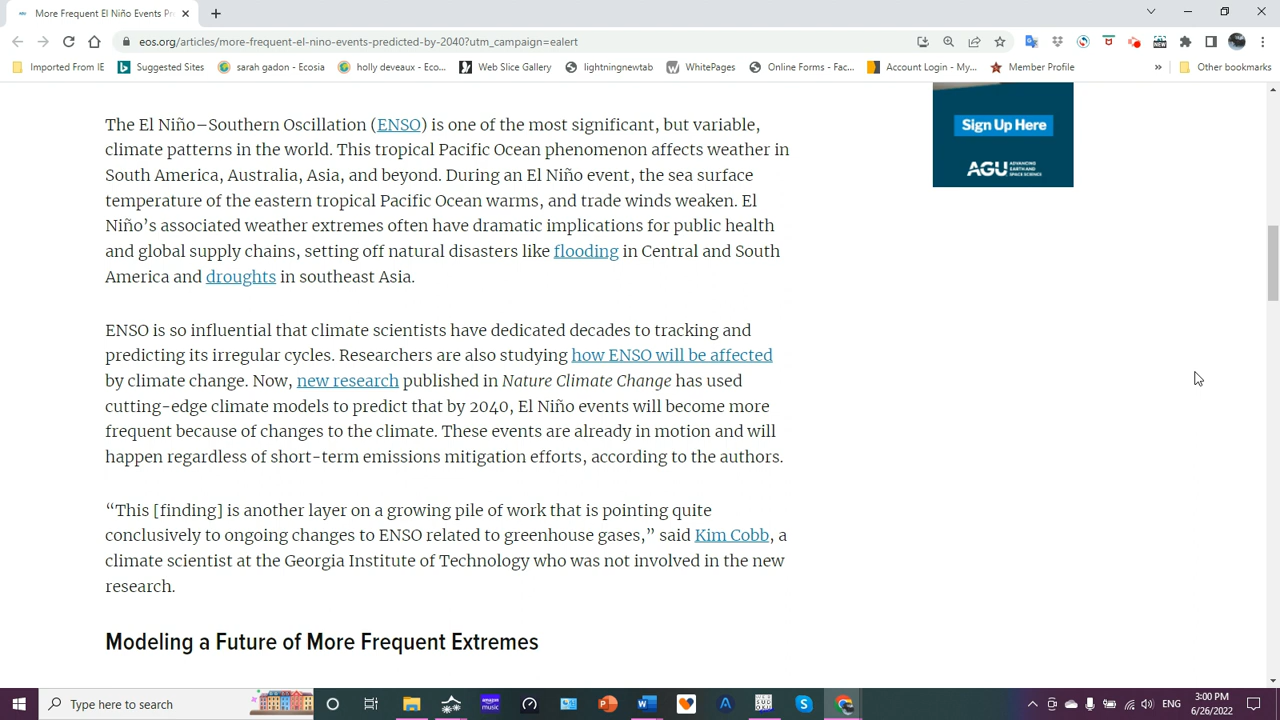 More Frequent El Niño Events Pr
eos.org/articles/more-frequent-el-nino-events-predicted-by-2040?utm_campaign=ealert
Imported From IE
Suggested Sites
sarah gadon - Ecosia
holly deveaux - Eco...
Web Slice Gallery
lightningnewtab
WhitePages
Online Forms - Fac...
Account Login - My...
Member Profile
»
Other bookmarks
Sign Up Here
AGU ADVANCING EARTH AND SPACE SCIENCE
The El Niño–Southern Oscillation (ENSO) is one of the most significant, but variable,
climate patterns in the world. This tropical Pacific Ocean phenomenon affects weather in
South America, Australasia, and beyond. During an El Niño event, the sea surface
temperature of the eastern tropical Pacific Ocean warms, and trade winds weaken. El
Niño’s associated weather extremes often have dramatic implications for public health
and global supply chains, setting off natural disasters like flooding in Central and South
America and droughts in southeast Asia.
ENSO is so influential that climate scientists have dedicated decades to tracking and
predicting its irregular cycles. Researchers are also studying how ENSO will be affected
by climate change. Now, new research published in Nature Climate Change has used
cutting-edge climate models to predict that by 2040, El Niño events will become more
frequent because of changes to the climate. These events are already in motion and will
happen regardless of short-term emissions mitigation efforts, according to the authors.
“This [finding] is another layer on a growing pile of work that is pointing quite
conclusively to ongoing changes to ENSO related to greenhouse gases,” said Kim Cobb, a
climate scientist at the Georgia Institute of Technology who was not involved in the new
research.
Modeling a Future of More Frequent Extremes
Type here to search
ENG
3:00 PM
6/26/2022